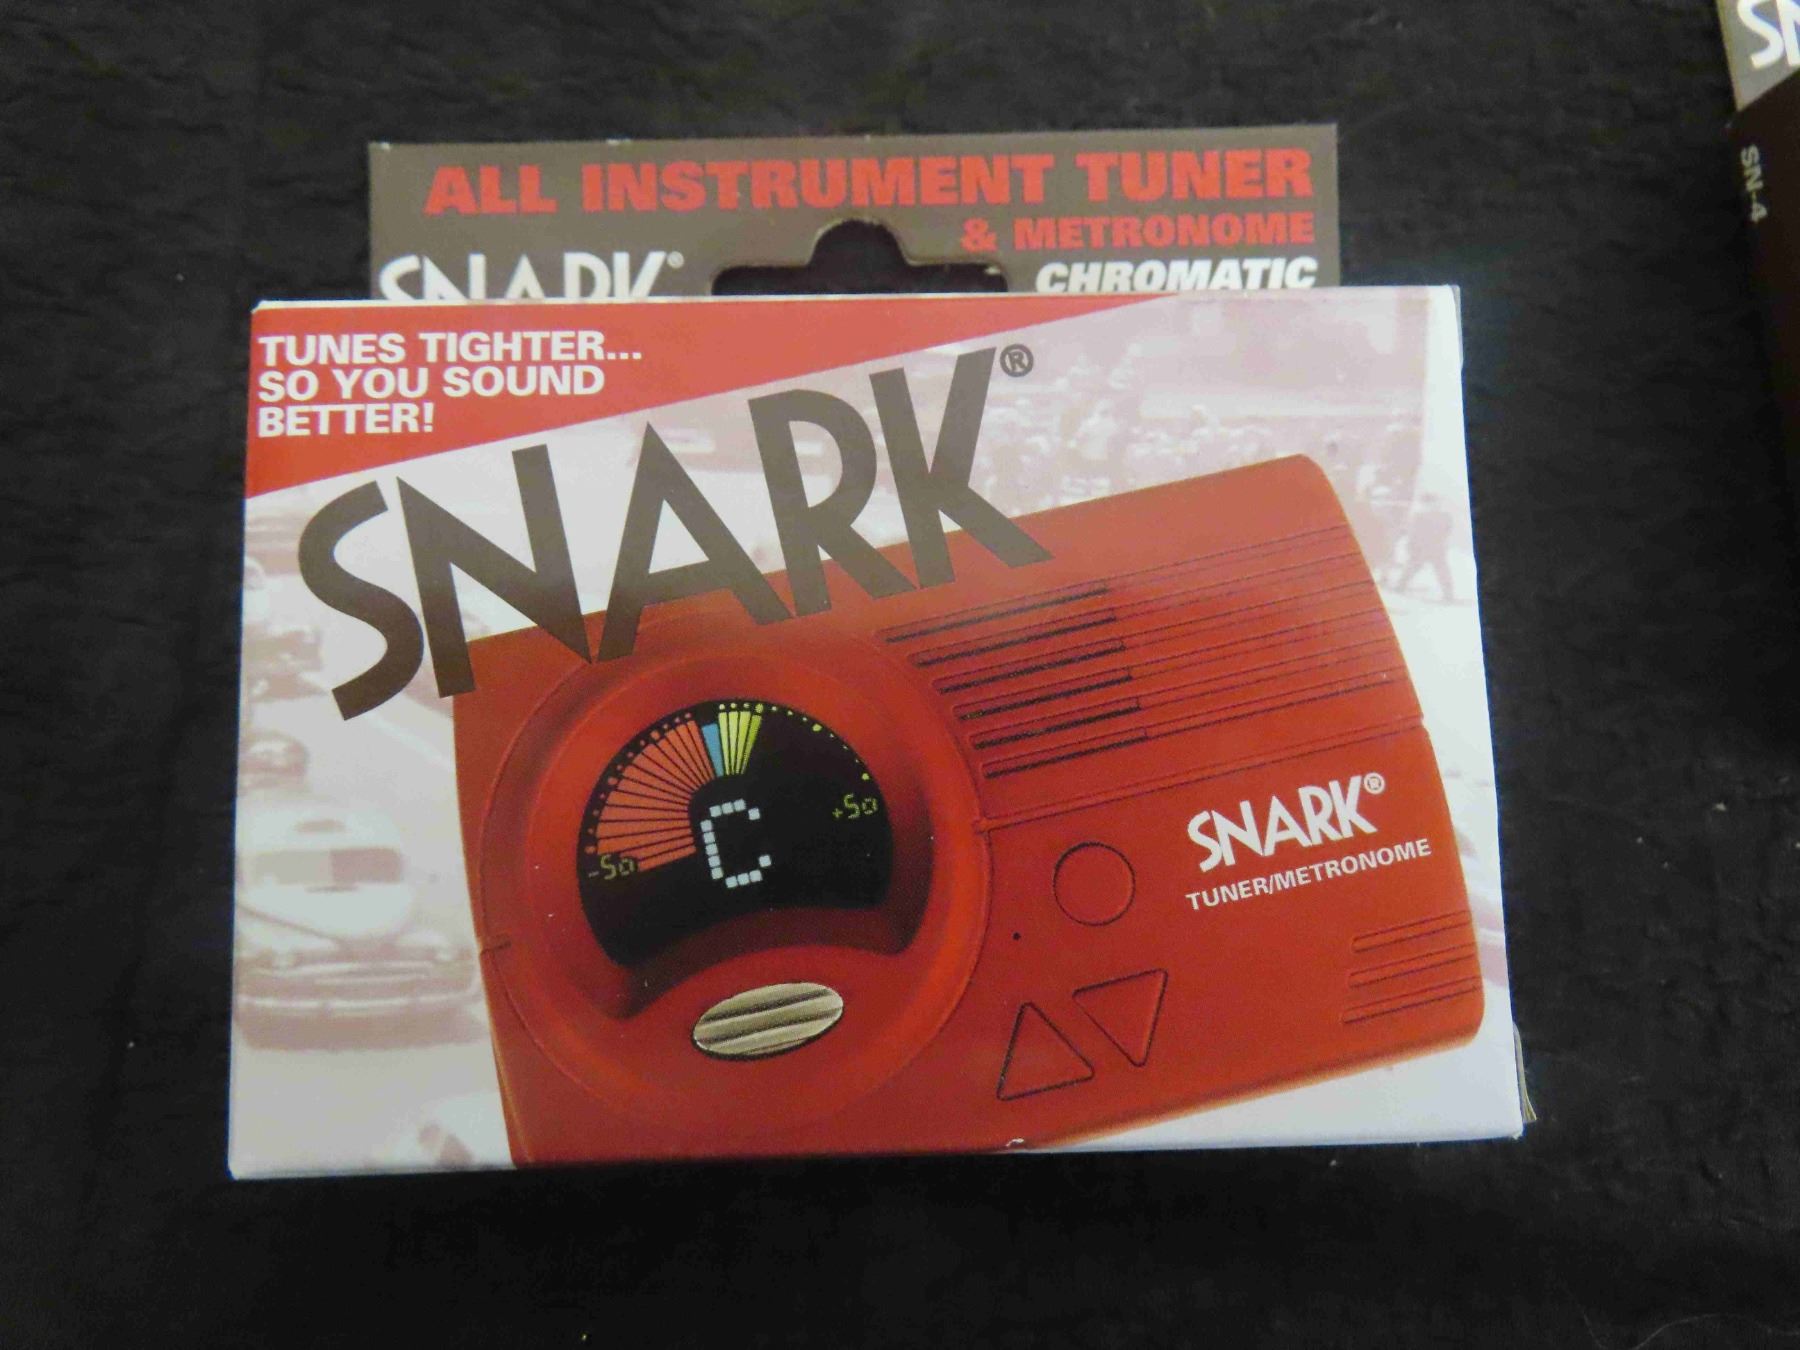 ALL INSTRUMENT TUNER
& METRONOME
SNARK®
CHROMATIC
TUNES TIGHTER...
SO YOU SOUND
BETTER!
SNARK®
-50
C
+50
SNARK®
TUNER/METRONOME
SN-4